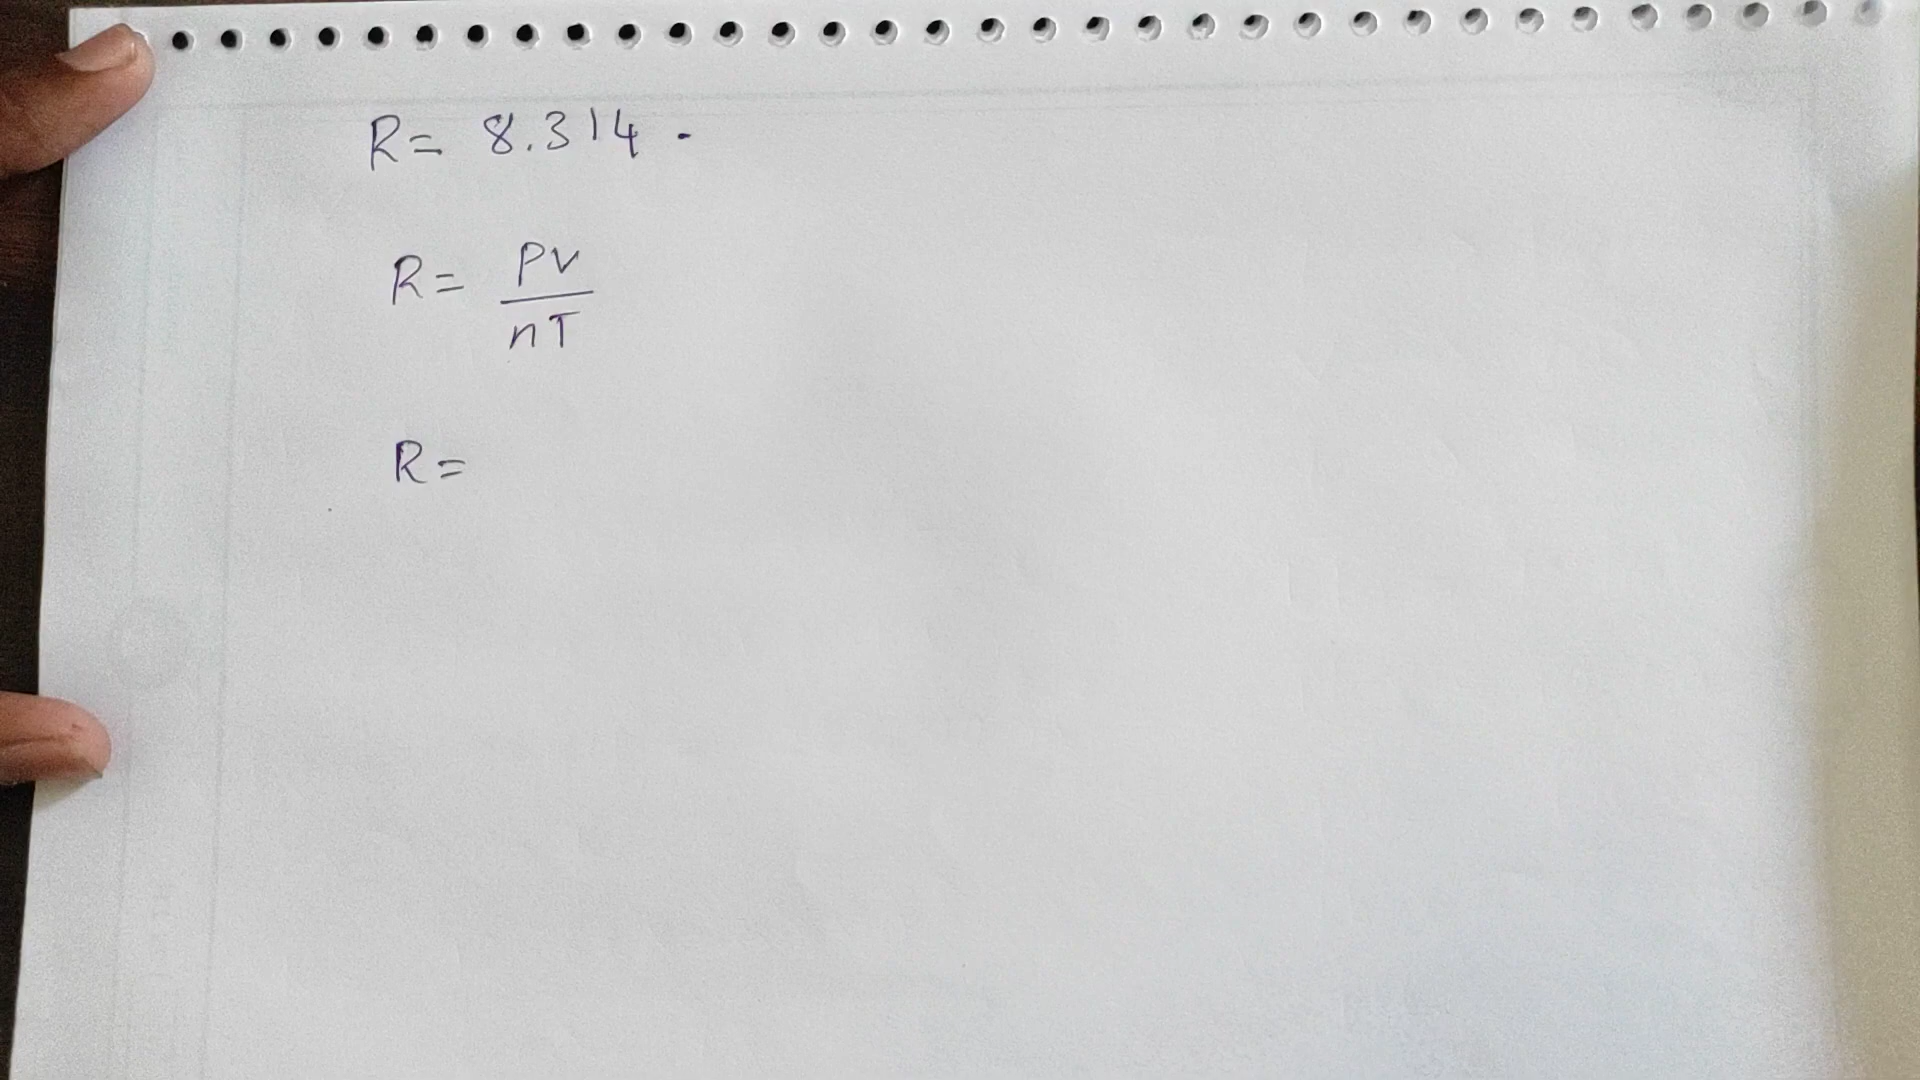 R= 8.314 .
R= PV
nT
R=